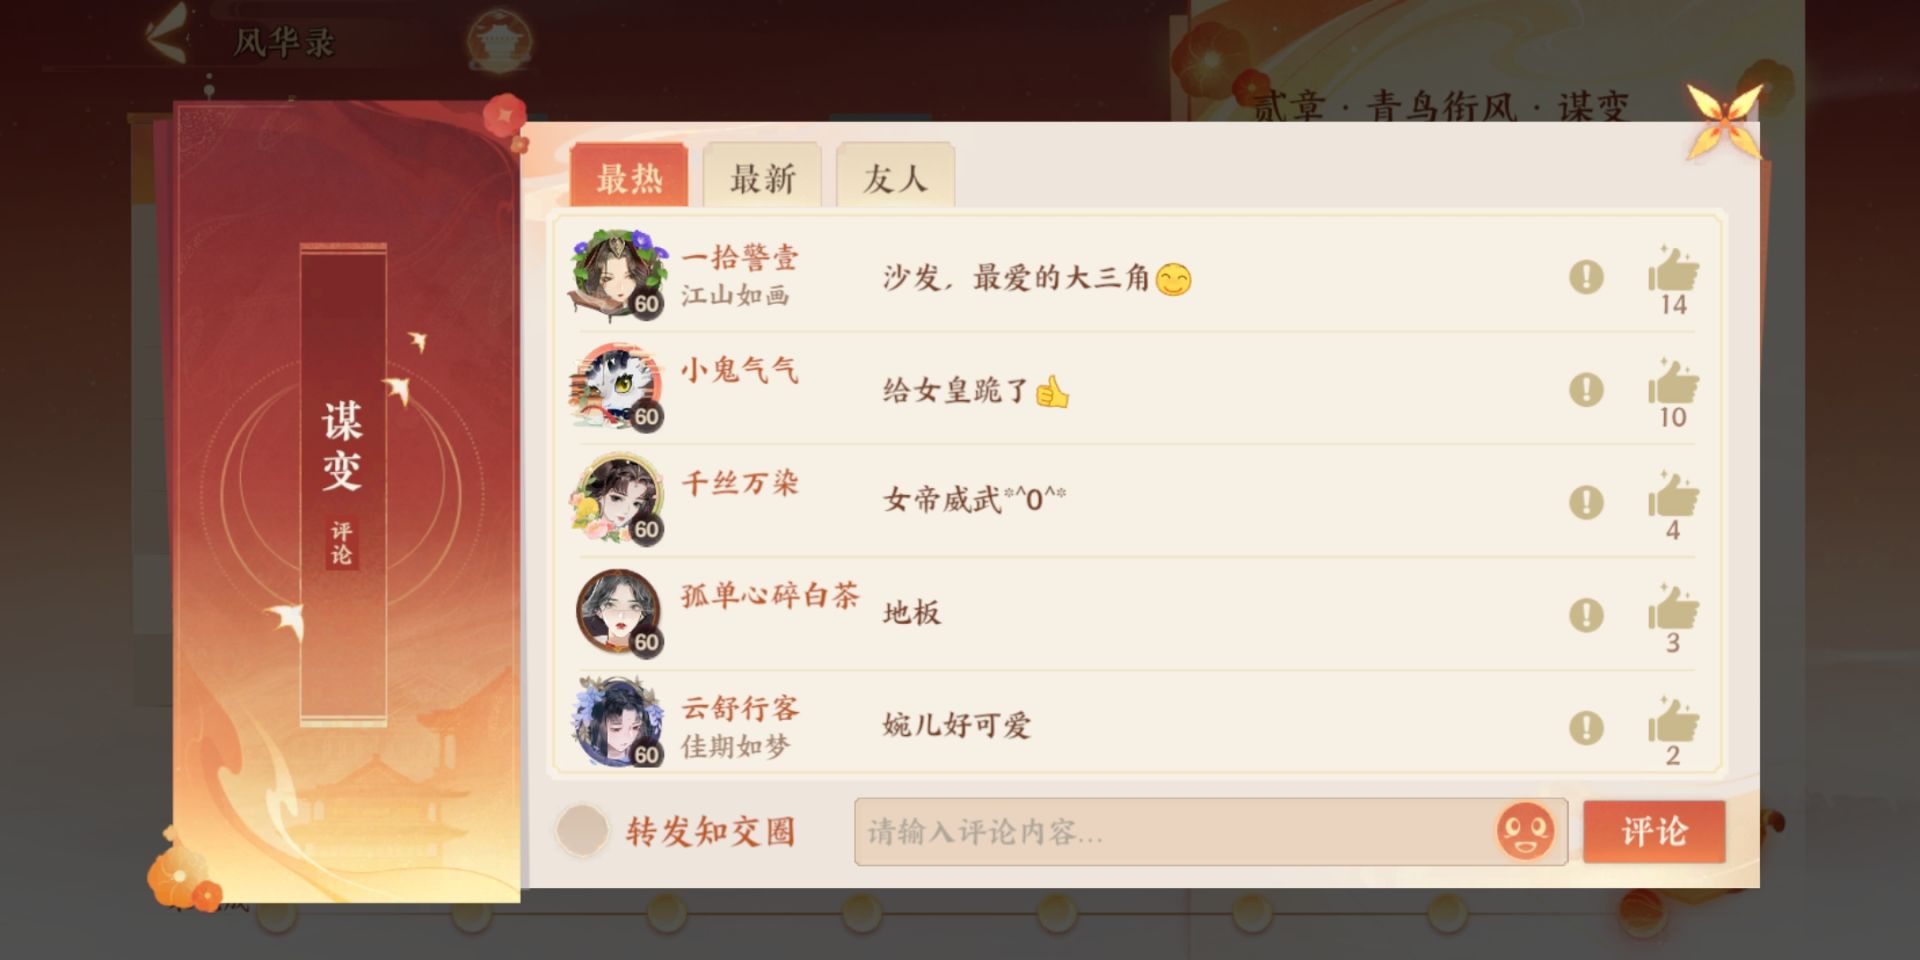 风华录
贰章·青鸟衔风·谋变
最热
最新
友人
谋变
评论
一拾警壹
江山如画
60
沙发，最爱的大三角😊
14
小鬼气气
60
给女皇跪了👍
10
千丝万染
60
女帝威武*^O^*
4
孤单心碎白茶
60
地板
3
云舒行客
佳期如梦
60
婉儿好可爱
2
转发知交圈
请输入评论内容...
评论